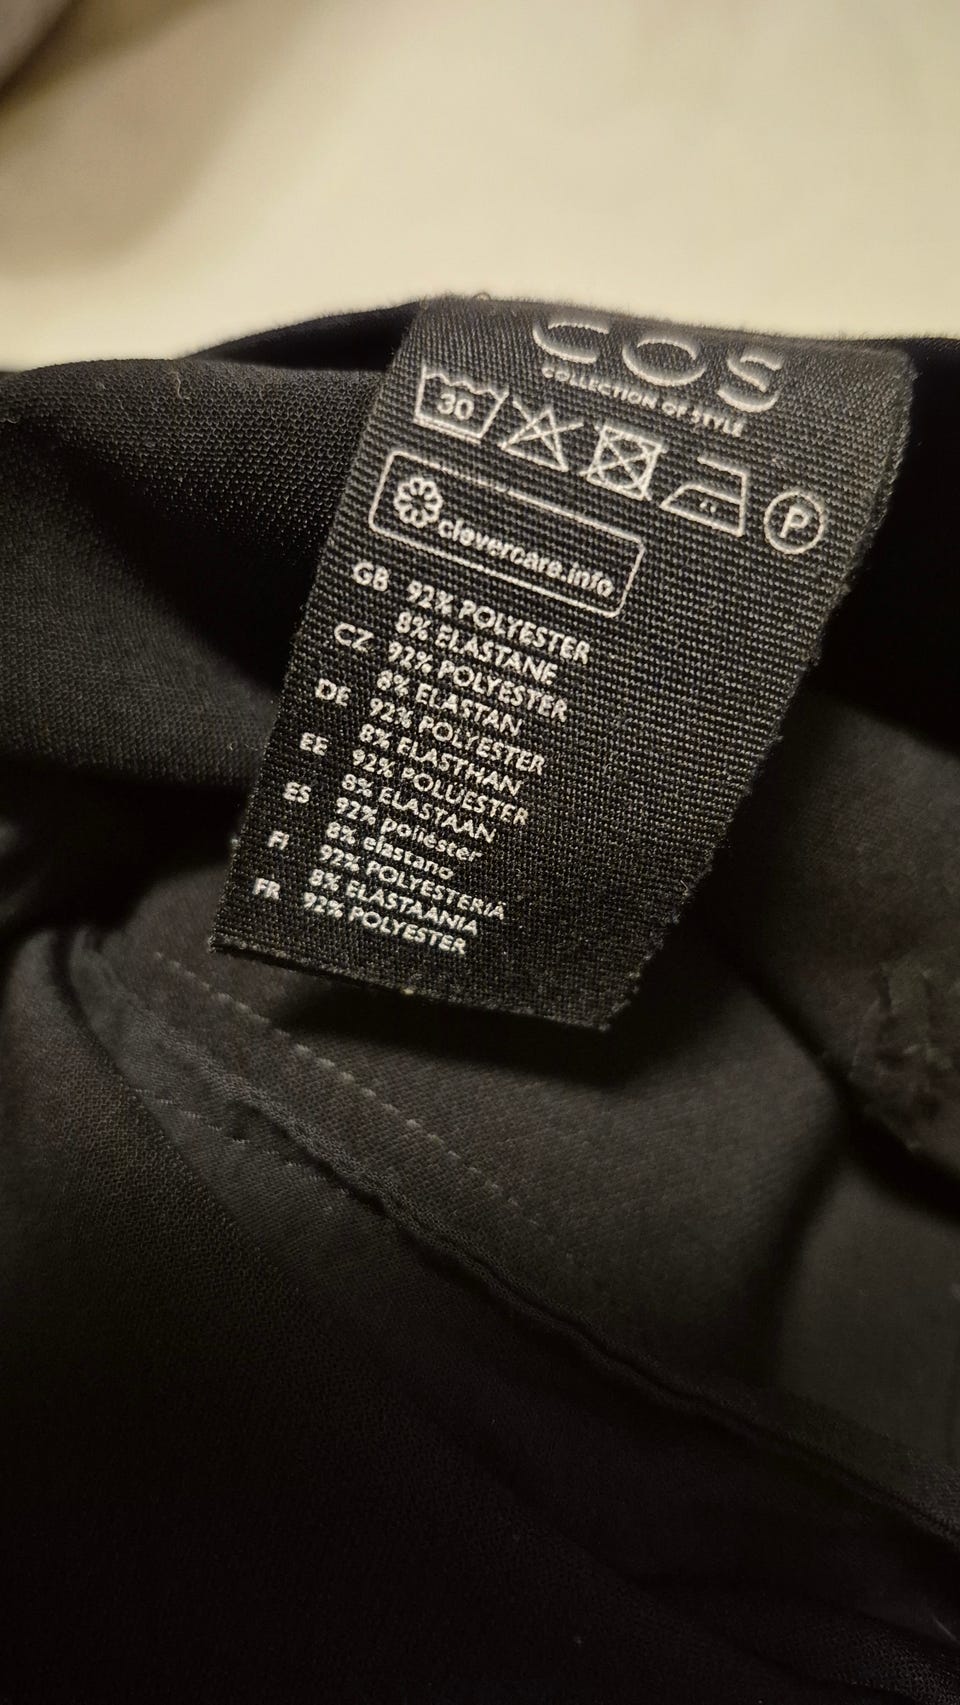 COS
COLLECTION OF STYLE
30 P
clevercare.info
GB 92% POLYESTER
8% ELASTANE
CZ 92% POLYESTER
8% ELASTAN
DE 92% POLYESTER
8% ELASTHAN
EE 92% POLÜESTER
8% ELASTAAN
ES 92% poliéster
8% elastano
FI 92% POLYESTERIÄ
8% ELASTAANIA
FR 92% POLYESTER